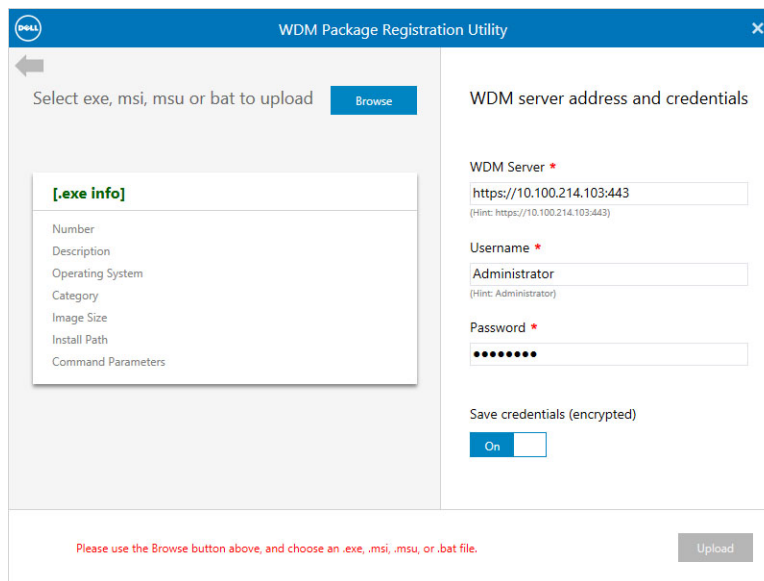 DELL
WDM Package Registration Utility
Select exe, msi, msu or bat to upload
Browse
[.exe info]
Number
Description
Operating System
Category
Image Size
Install Path
Command Parameters
WDM server address and credentials
WDM Server *
https://10.100.214.103:443
(Hint: https://10.100.214.103:443)
Username *
Administrator
(Hint: Administrator)
Password *
●●●●●●●●
Save credentials (encrypted)
On
Please use the Browse button above, and choose an .exe, .msi, .msu, or .bat file.
Upload